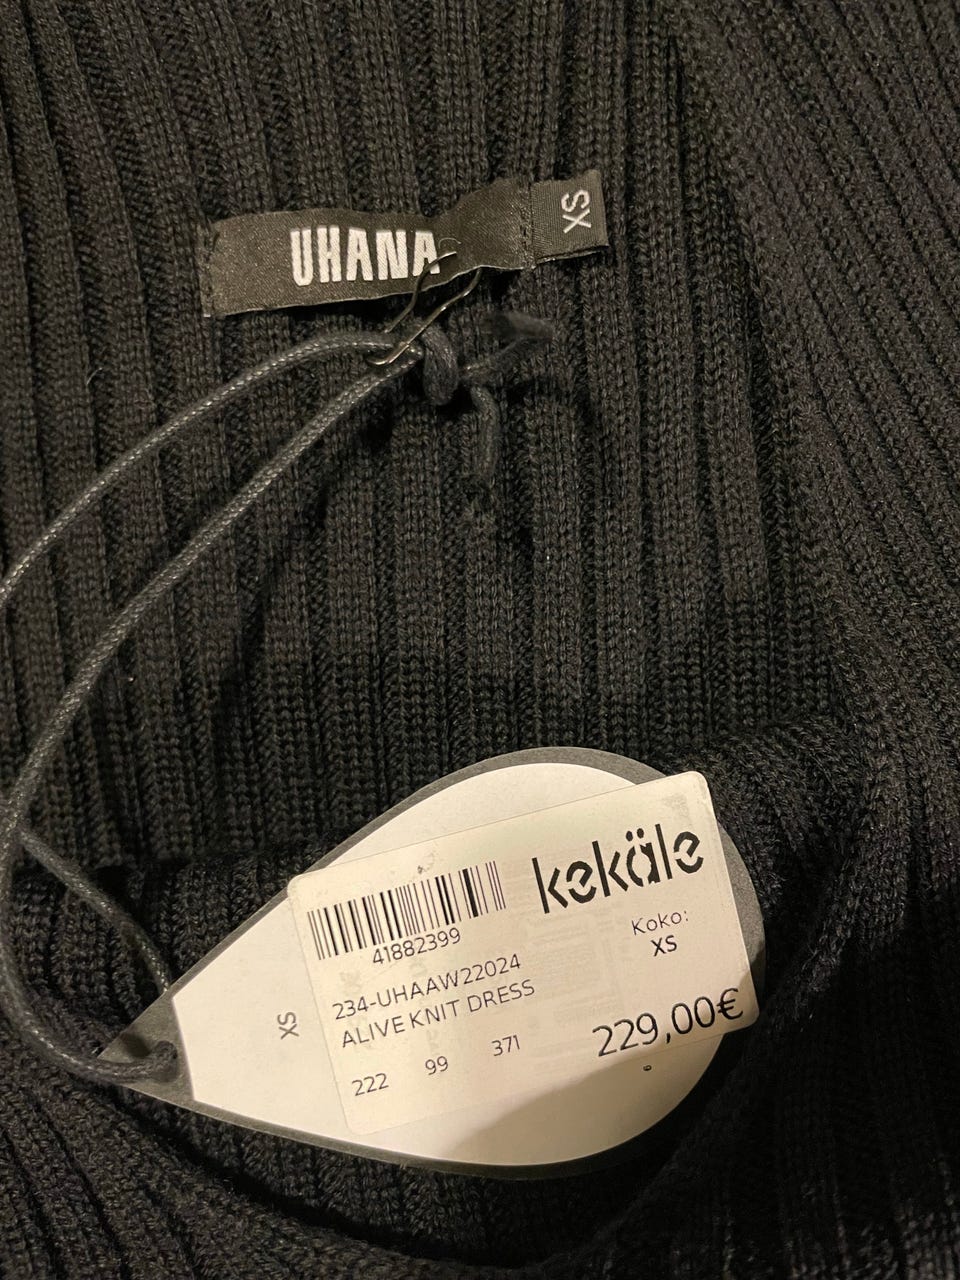 UHANA
XS
kekäle
41882399
Koko:
XS
234-UHAAW22024
ALIVE KNIT DRESS
XS
222 99 371
229,00€